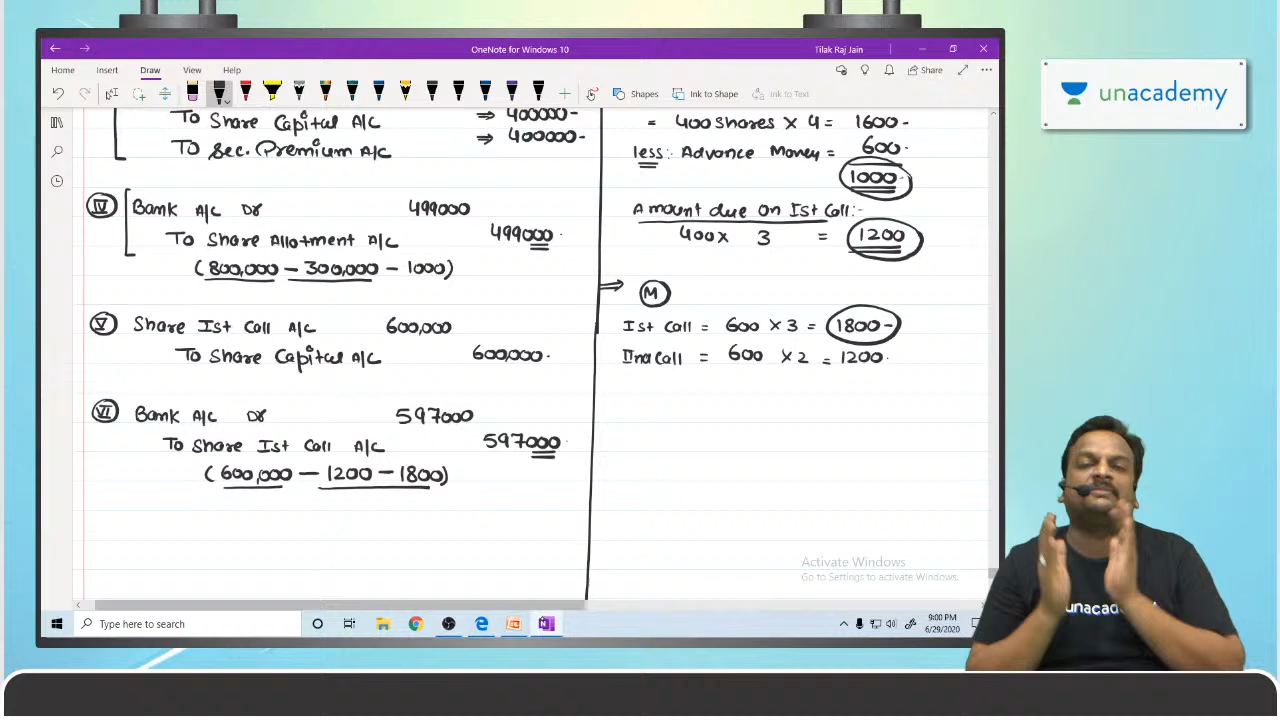 OneNote for Windows 10
Tilak Raj Jain
Home Insert Draw View Help
Share
Shapes
Ink to Shape
Ink to Text
To Share Capital A/C ⇒ 400000-
To Sec. Premium A/C ⇒ 400000-
IV Bank A/C Dr 499000
To Share Allotment A/C 499000
(800,000 - 300,000 - 1000)
V Share Ist Call A/C 600,000
To Share Capital A/C 600,000-
VI Bank A/C Dr 597000
To Share Ist Call A/C 597000
(600,000 - 1200 - 1800)
= 400 Shares × 4 = 1600-
less:- Advance Money = 600-
1000-
Amount due on Ist Call:-
400× 3 = 1200
⇒ M
Ist Call = 600 × 3 = 1800-
IInd Call = 600 × 2 = 1200-
Activate Windows
Go to Settings to activate Windows.
Type here to search
9:00 PM
6/29/2020
unacademy
unacademy